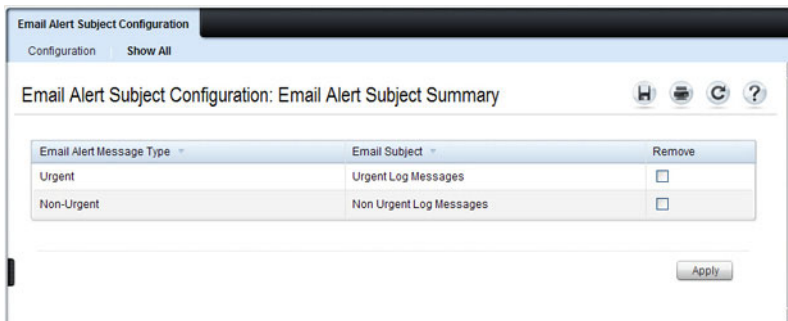 Email Alert Subject Configuration
Configuration Show All
Email Alert Subject Configuration: Email Alert Subject Summary
Email Alert Message Type Email Subject Remove
Urgent Urgent Log Messages
Non-Urgent Non Urgent Log Messages
Apply